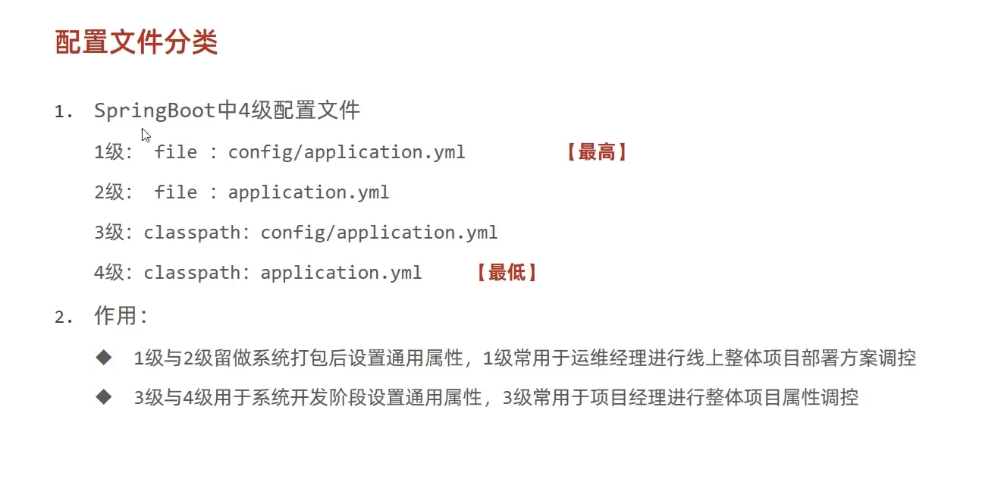 配置文件分类
1. SpringBoot中4级配置文件
1级： file ：config/application.yml 【最高】
2级： file ：application.yml
3级：classpath：config/application.yml
4级：classpath：application.yml 【最低】
2. 作用：
◆ 1级与2级留做系统打包后设置通用属性，1级常用于运维经理进行线上整体项目部署方案调控
◆ 3级与4级用于系统开发阶段设置通用属性，3级常用于项目经理进行整体项目属性调控